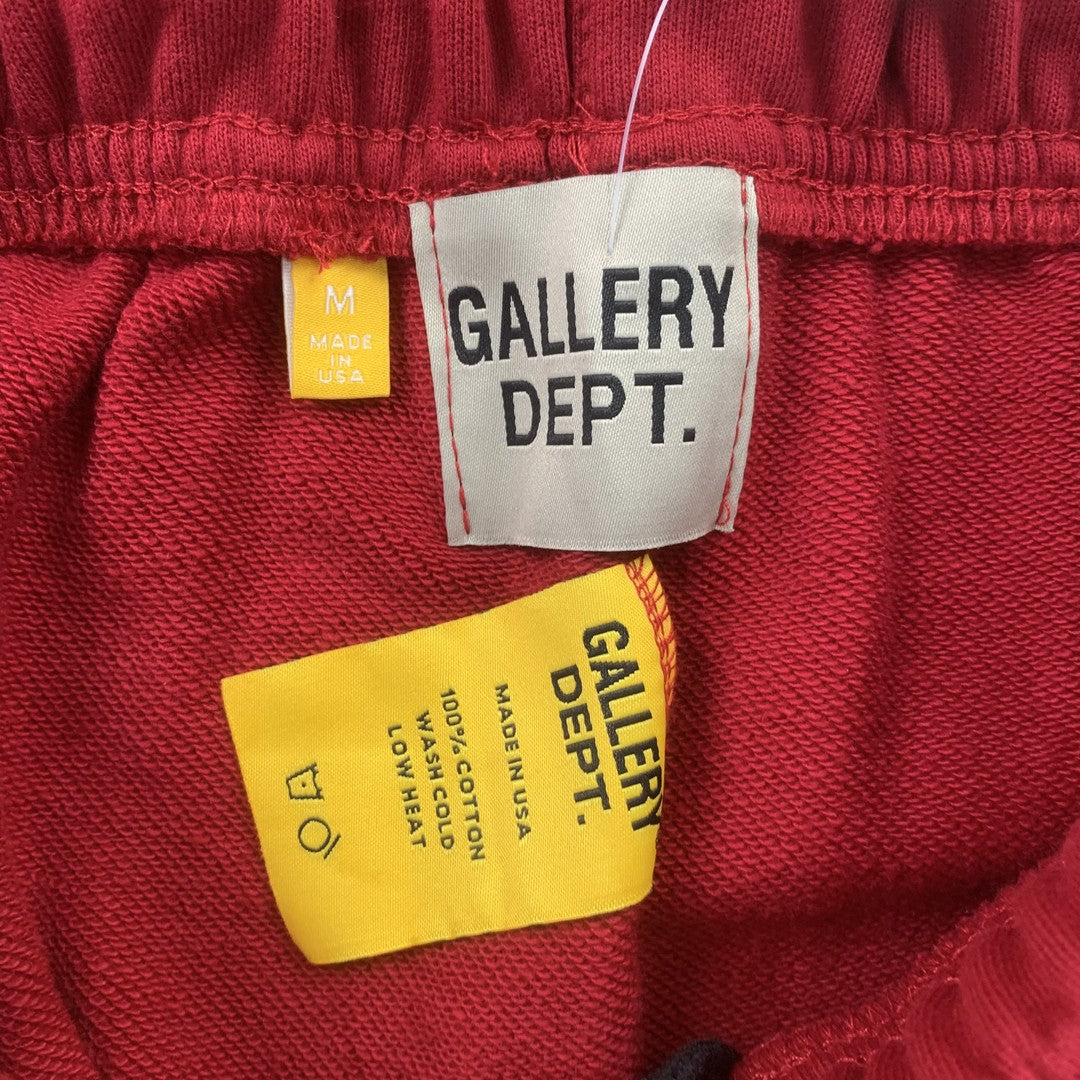 M
MADE
IN
USA
GALLERY
DEPT.
GALLERY
DEPT.
MADE IN USA
100% COTTON
WASH COLD
LOW HEAT